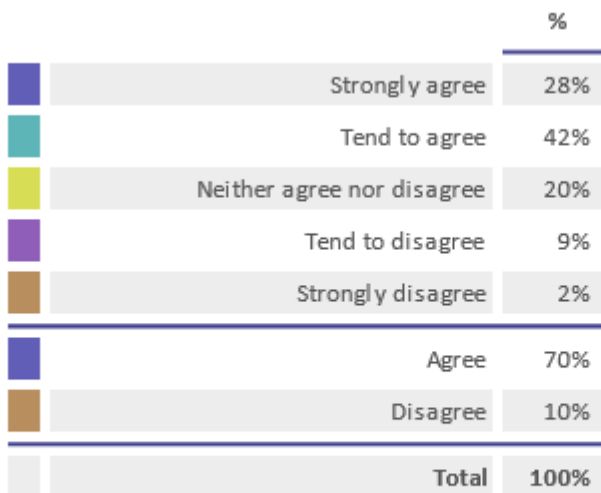 %
Strongly agree 28%
Tend to agree 42%
Neither agree nor disagree 20%
Tend to disagree 9%
Strongly disagree 2%
Agree 70%
Disagree 10%
Total 100%